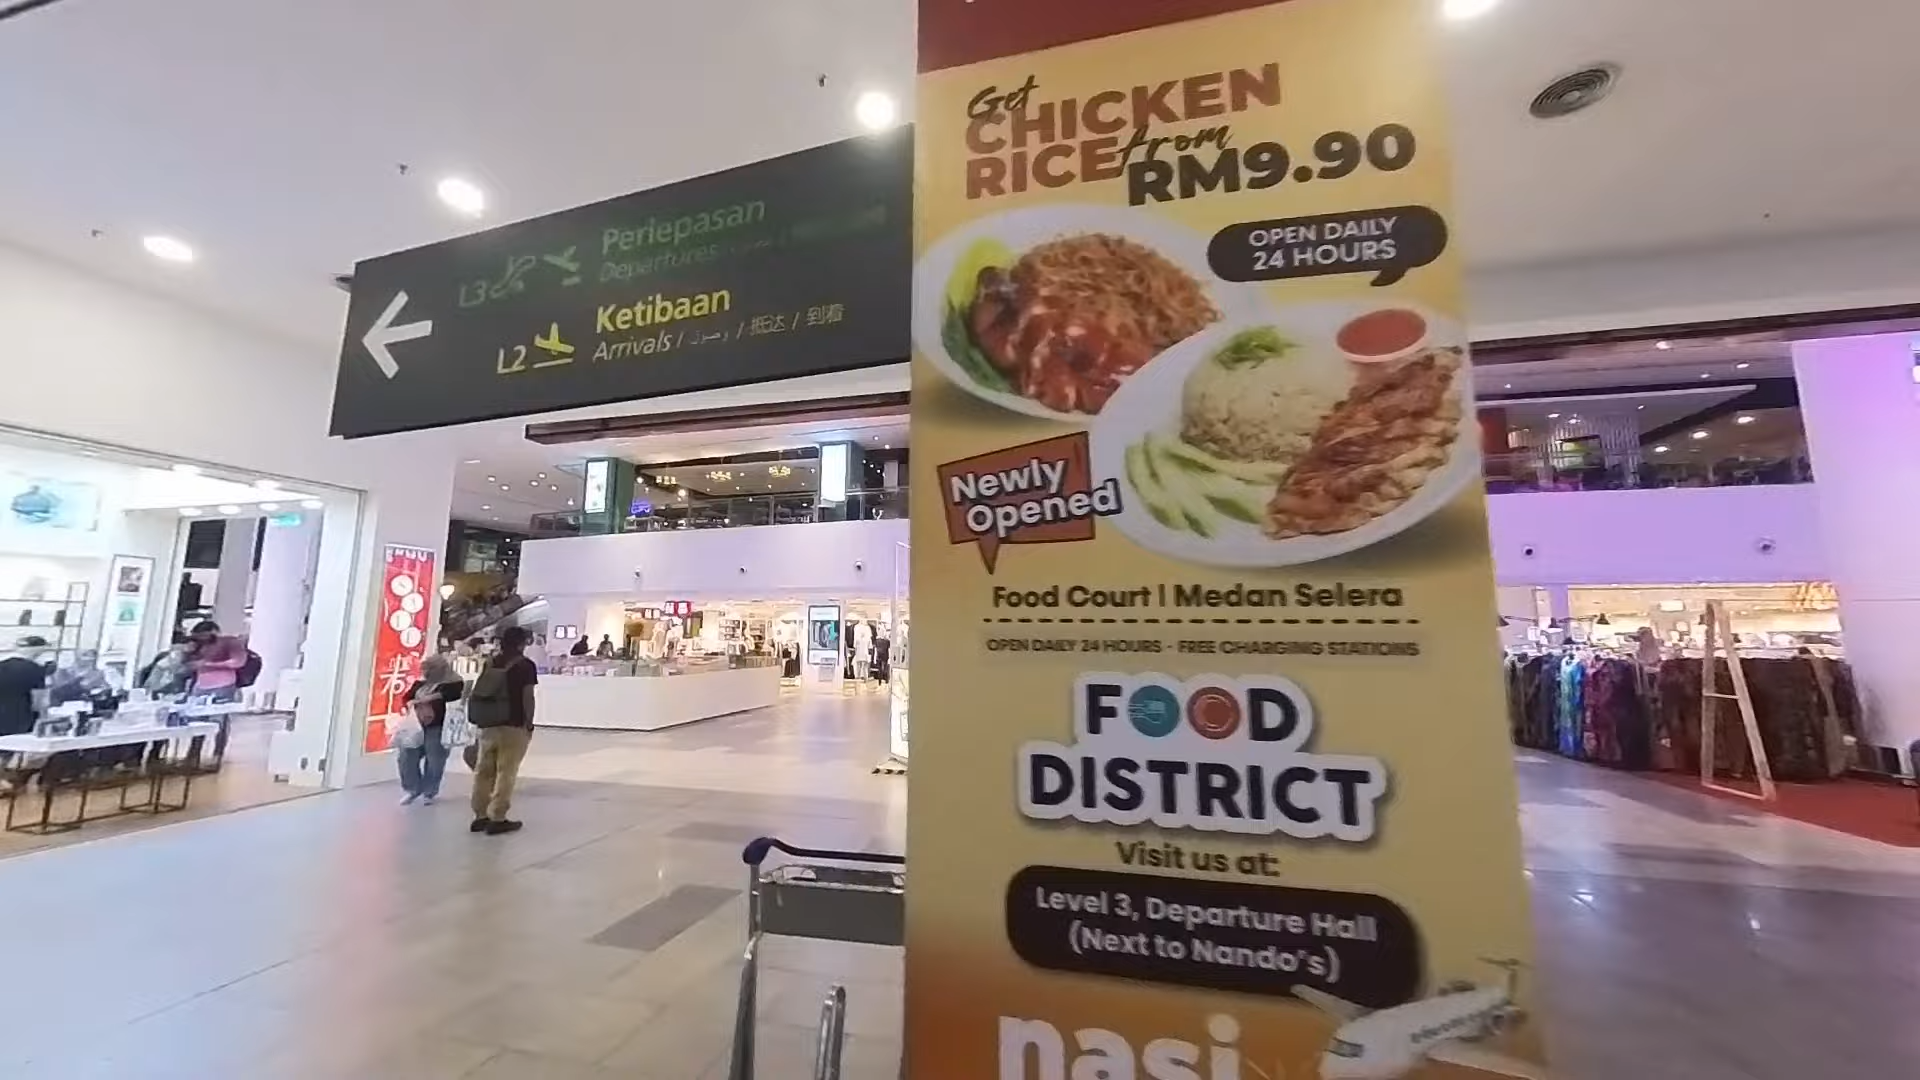 L3 Perlepasan
Departures
L2 Ketibaan
Arrivals / وصول / 抵达 / 到着
Get
CHICKEN
RICE from
RM9.90
OPEN DAILY
24 HOURS
Newly
Opened
Food Court | Medan Selera
OPEN DAILY 24 HOURS - FREE CHARGING STATIONS
FOOD
DISTRICT
Visit us at:
Level 3, Departure Hall
(Next to Nando's)
nasi